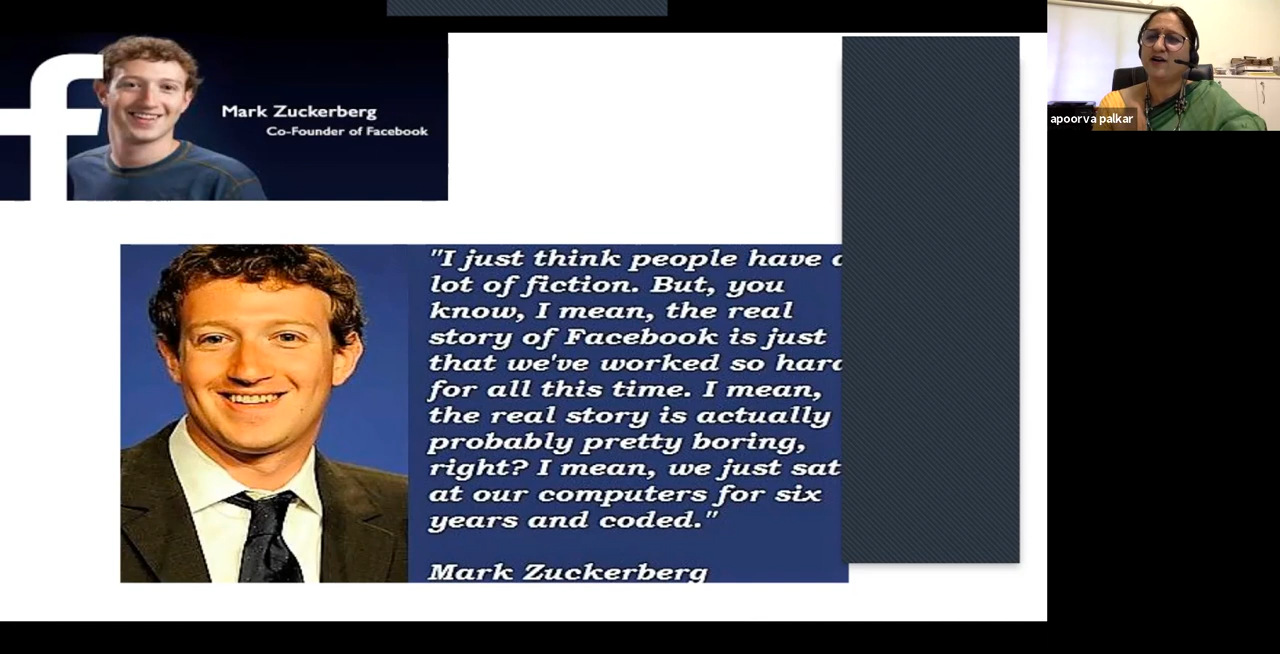 f
Mark Zuckerberg
Co-Founder of Facebook
apoorva palkar
"I just think people have a
lot of fiction. But, you
know, I mean, the real
story of Facebook is just
that we've worked so hard
for all this time. I mean,
the real story is actually
probably pretty boring,
right? I mean, we just sat
at our computers for six
years and coded."
Mark Zuckerberg